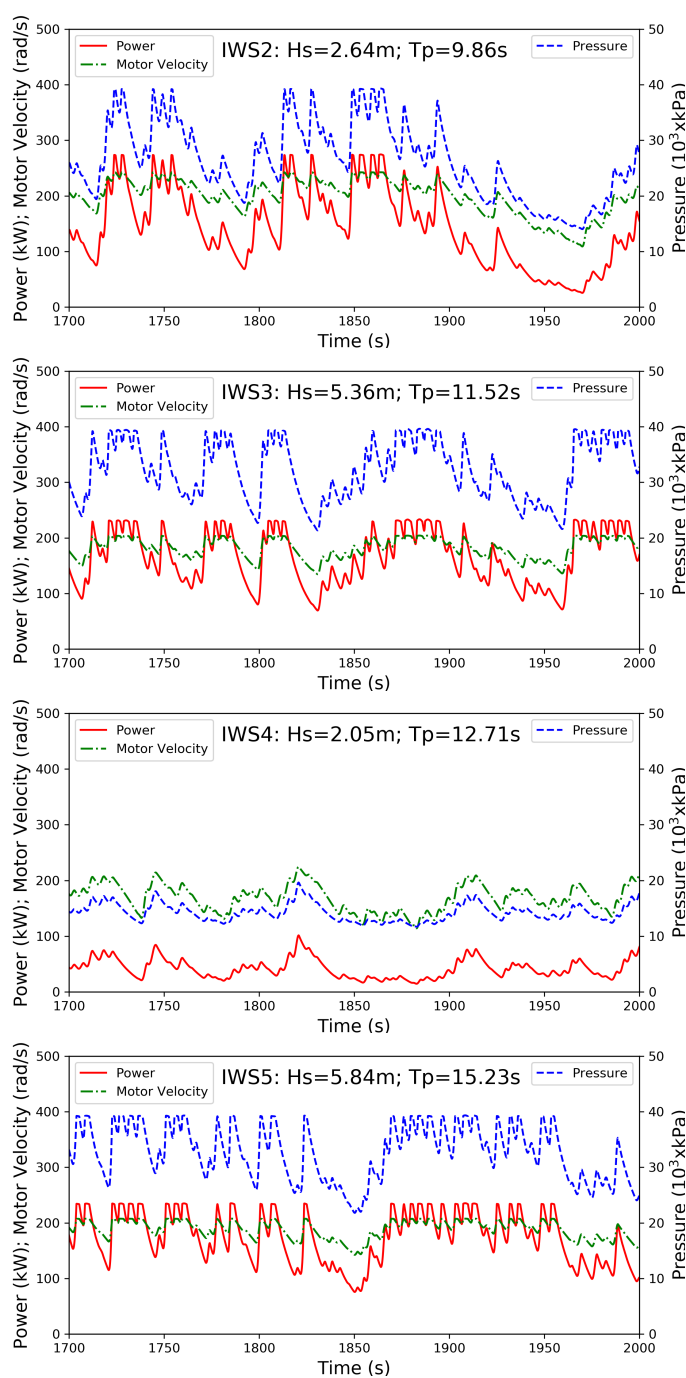 IWS2: Hs=2.64m; Tp=9.86s
Power
Motor Velocity
Pressure
Power (kW); Motor Velocity (rad/s)
500
400
300
200
100
0
50
40
30
20
10
0
Pressure (10³xkPa)
1700 1750 1800 1850 1900 1950 2000
Time (s)
IWS3: Hs=5.36m; Tp=11.52s
Power
Motor Velocity
Pressure
Power (kW); Motor Velocity (rad/s)
500
400
300
200
100
0
50
40
30
20
10
0
Pressure (10³xkPa)
1700 1750 1800 1850 1900 1950 2000
Time (s)
IWS4: Hs=2.05m; Tp=12.71s
Power
Motor Velocity
Pressure
Power (kW); Motor Velocity (rad/s)
500
400
300
200
100
0
50
40
30
20
10
0
Pressure (10³xkPa)
1700 1750 1800 1850 1900 1950 2000
Time (s)
IWS5: Hs=5.84m; Tp=15.23s
Power
Motor Velocity
Pressure
Power (kW); Motor Velocity (rad/s)
500
400
300
200
100
0
50
40
30
20
10
0
Pressure (10³xkPa)
1700 1750 1800 1850 1900 1950 2000
Time (s)